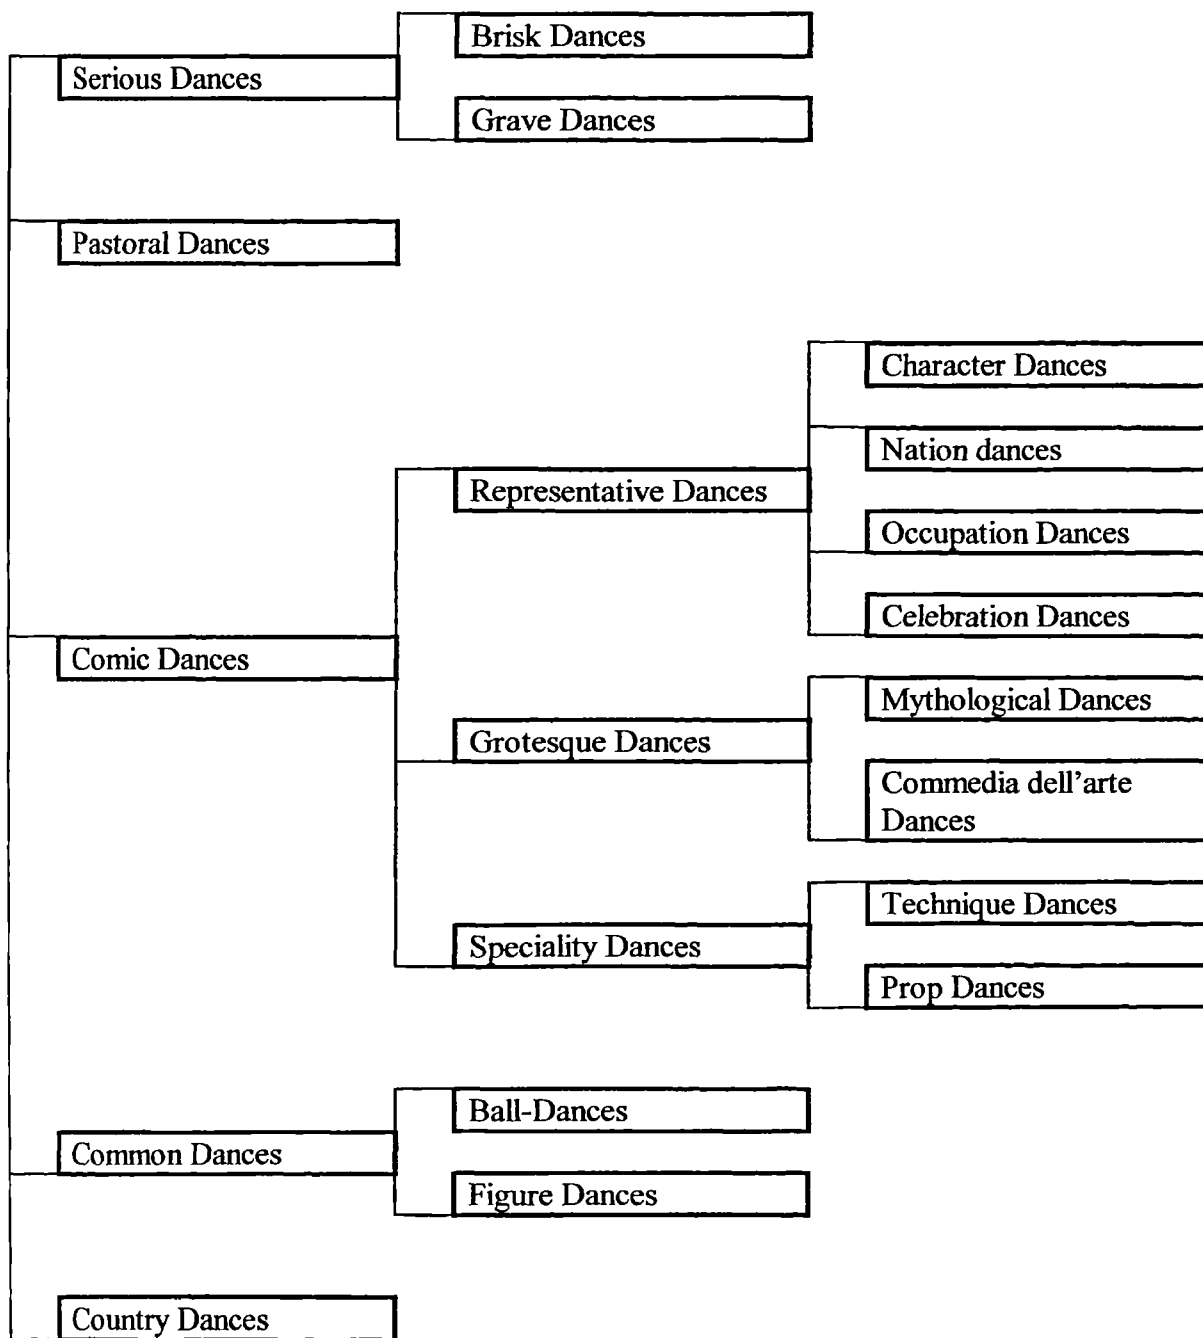 Brisk Dances
Serious Dances
Grave Dances
Pastoral Dances
Character Dances
Nation dances
Representative Dances
Occupation Dances
Celebration Dances
Comic Dances
Mythological Dances
Grotesque Dances
Commedia dell'arte
Dances
Technique Dances
Speciality Dances
Prop Dances
Ball-Dances
Common Dances
Figure Dances
Country Dances